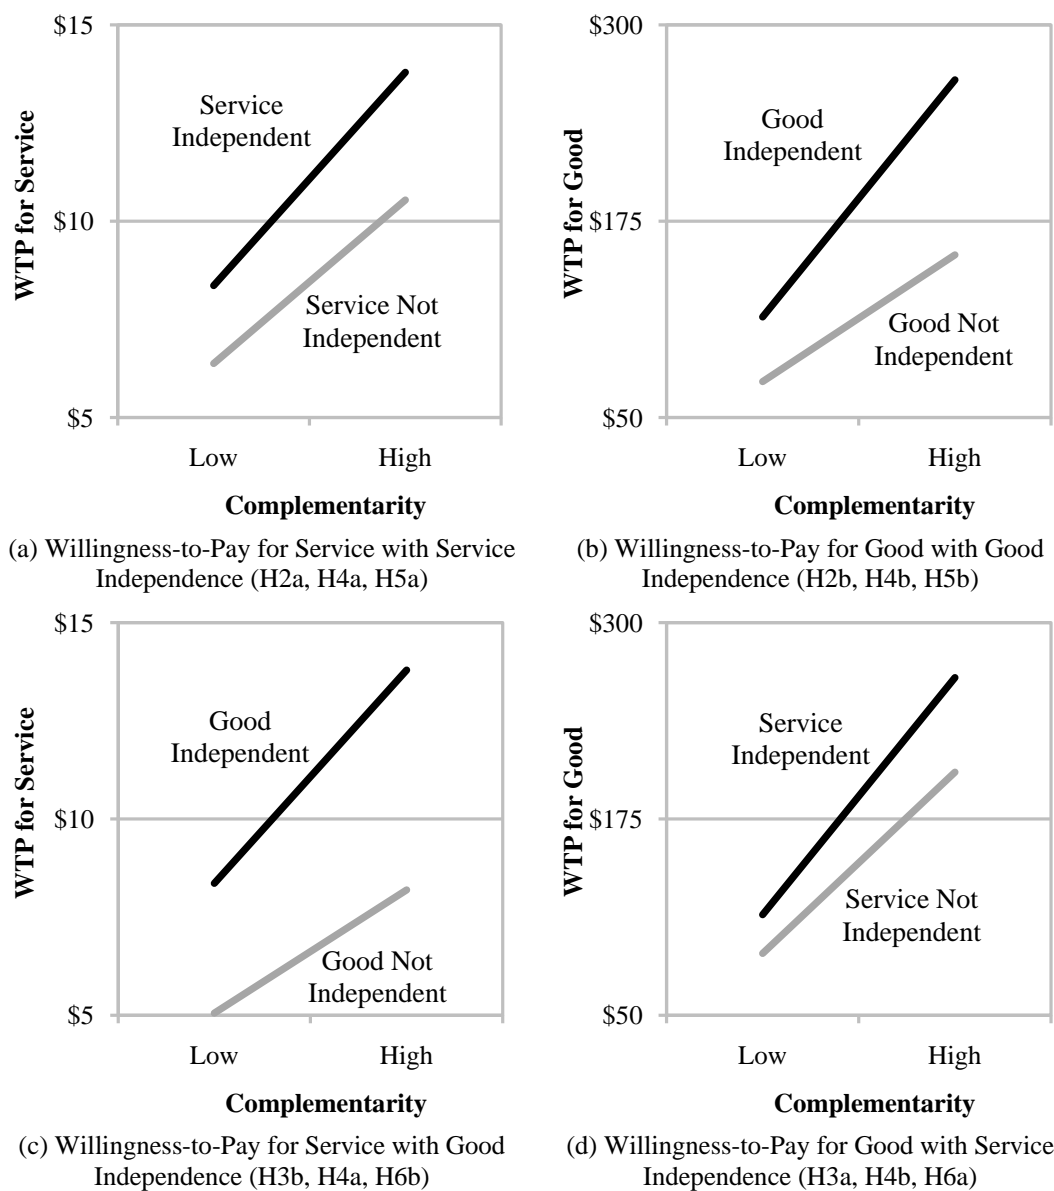 $15
$10
$5
WTP for Service
Service
Independent
Service Not
Independent
Low
High
Complementarity
(a) Willingness-to-Pay for Service with Service
Independence (H2a, H4a, H5a)
$300
$175
$50
WTP for Good
Good
Independent
Good Not
Independent
Low
High
Complementarity
(b) Willingness-to-Pay for Good with Good
Independence (H2b, H4b, H5b)
$15
$10
$5
WTP for Service
Good
Independent
Good Not
Independent
Low
High
Complementarity
(c) Willingness-to-Pay for Service with Good
Independence (H3b, H4a, H6b)
$300
$175
$50
WTP for Good
Service
Independent
Service Not
Independent
Low
High
Complementarity
(d) Willingness-to-Pay for Good with Service
Independence (H3a, H4b, H6a)